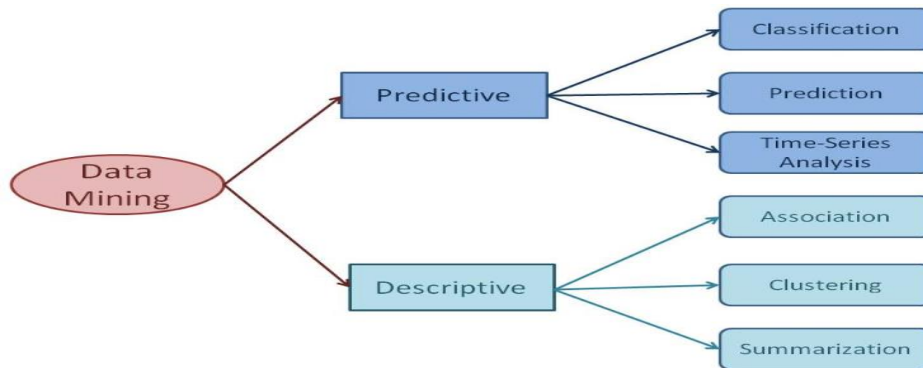 Data
Mining
Predictive
Classification
Prediction
Time-Series
Analysis
Descriptive
Association
Clustering
Summarization